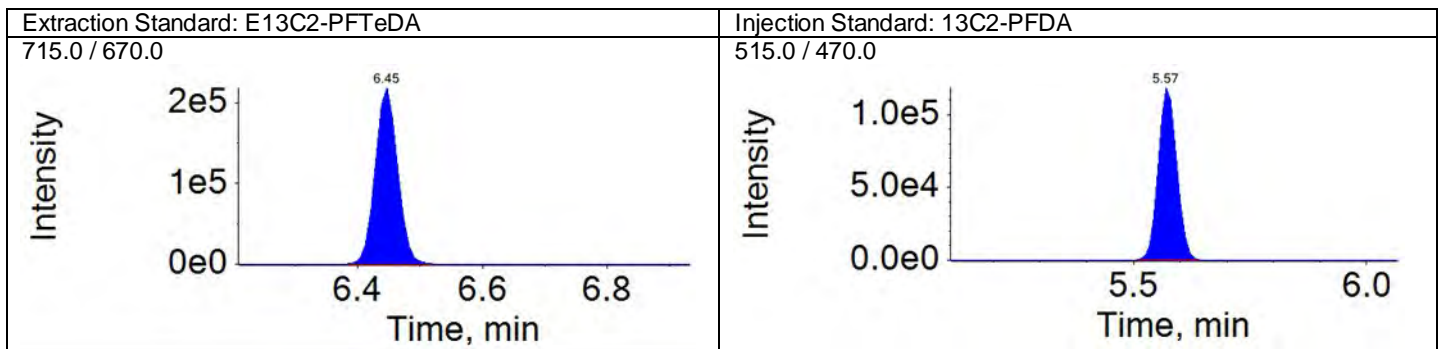 Extraction Standard: E13C2-PFTeDA
715.0 / 670.0
6.45
Intensity
2e5
1e5
0e0
6.4 6.6 6.8
Time, min
Injection Standard: 13C2-PFDA
515.0 / 470.0
5.57
Intensity
1.0e5
5.0e4
0.0e0
5.5 6.0
Time, min